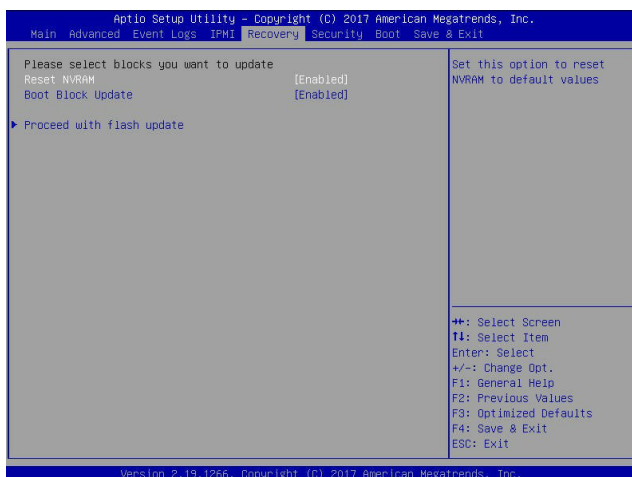 Aptio Setup Utility – Copyright (C) 2017 American Megatrends, Inc.
Main Advanced Event Logs IPMI Recovery Security Boot Save & Exit
Please select blocks you want to update
Reset NVRAM [Enabled]
Boot Block Update [Enabled]
▶ Proceed with flash update
Set this option to reset
NVRAM to default values
→←: Select Screen
↑↓: Select Item
Enter: Select
+/-: Change Opt.
F1: General Help
F2: Previous Values
F3: Optimized Defaults
F4: Save & Exit
ESC: Exit
Version 2.19.1266. Copyright (C) 2017 American Megatrends, Inc.